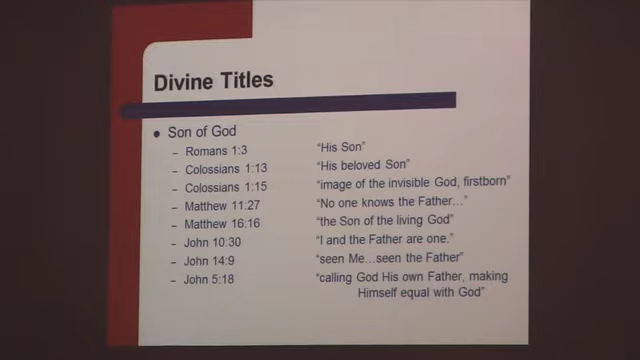 Divine Titles
● Son of God
– Romans 1:3 "His Son"
– Colossians 1:13 "His beloved Son"
– Colossians 1:15 "image of the invisible God, firstborn"
– Matthew 11:27 "No one knows the Father…"
– Matthew 16:16 "the Son of the living God"
– John 10:30 "I and the Father are one."
– John 14:9 "seen Me…seen the Father"
– John 5:18 "calling God His own Father, making
Himself equal with God"